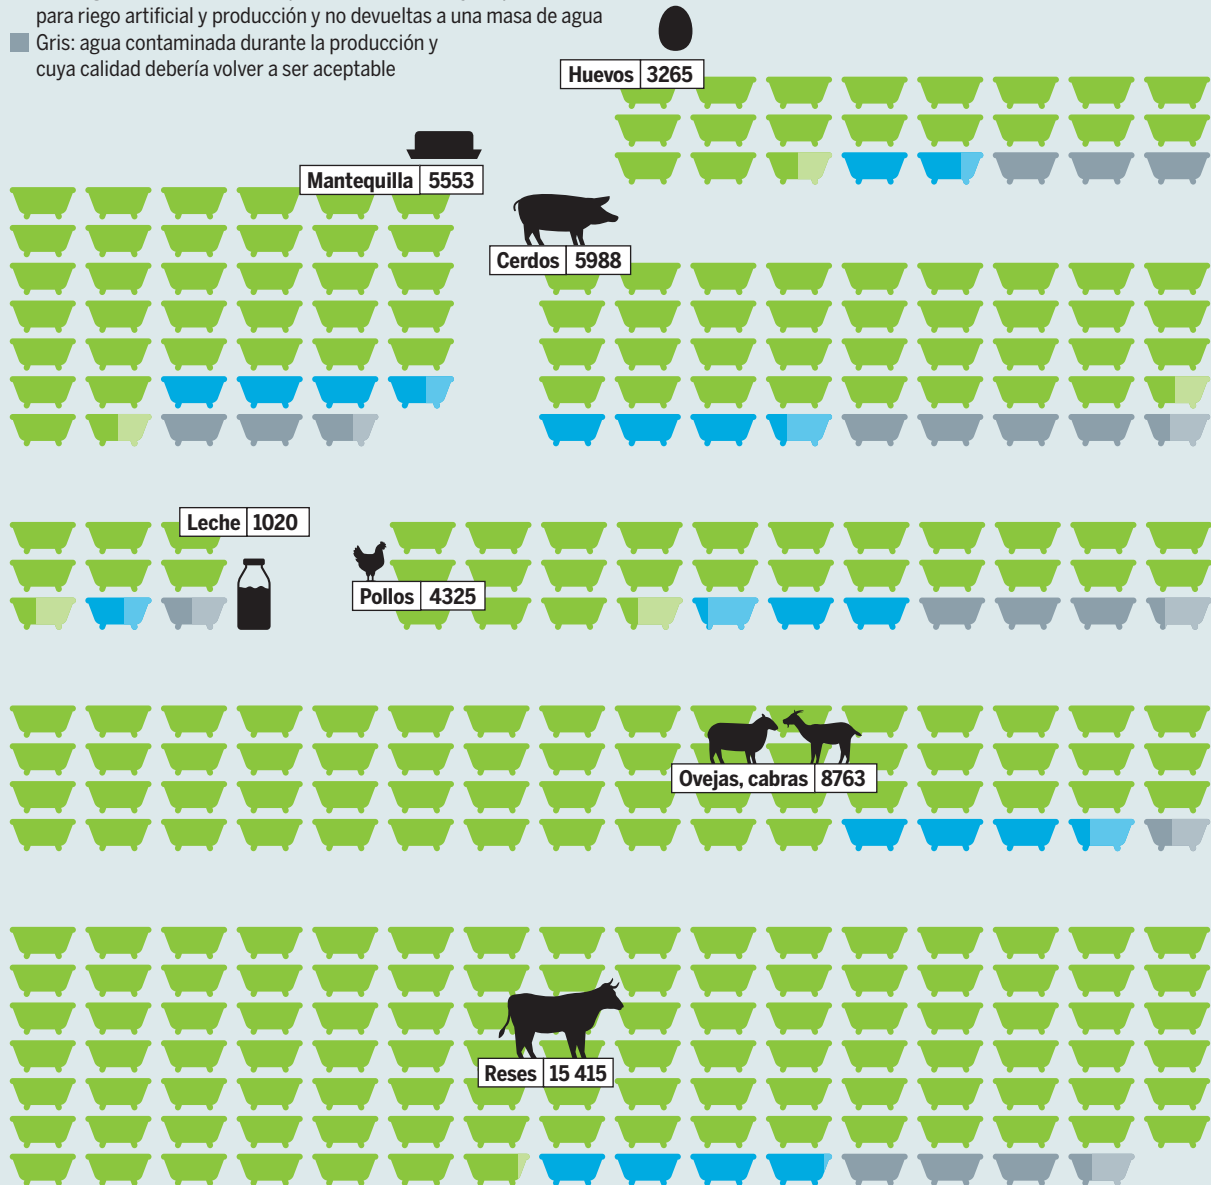 para riego artificial y producción y no devueltas a una masa de agua
Gris: agua contaminada durante la producción y
cuya calidad debería volver a ser aceptable
Huevos 3265
Mantequilla 5553
Cerdos 5988
Leche 1020
Pollos 4325
Ovejas, cabras 8763
Reses 15 415